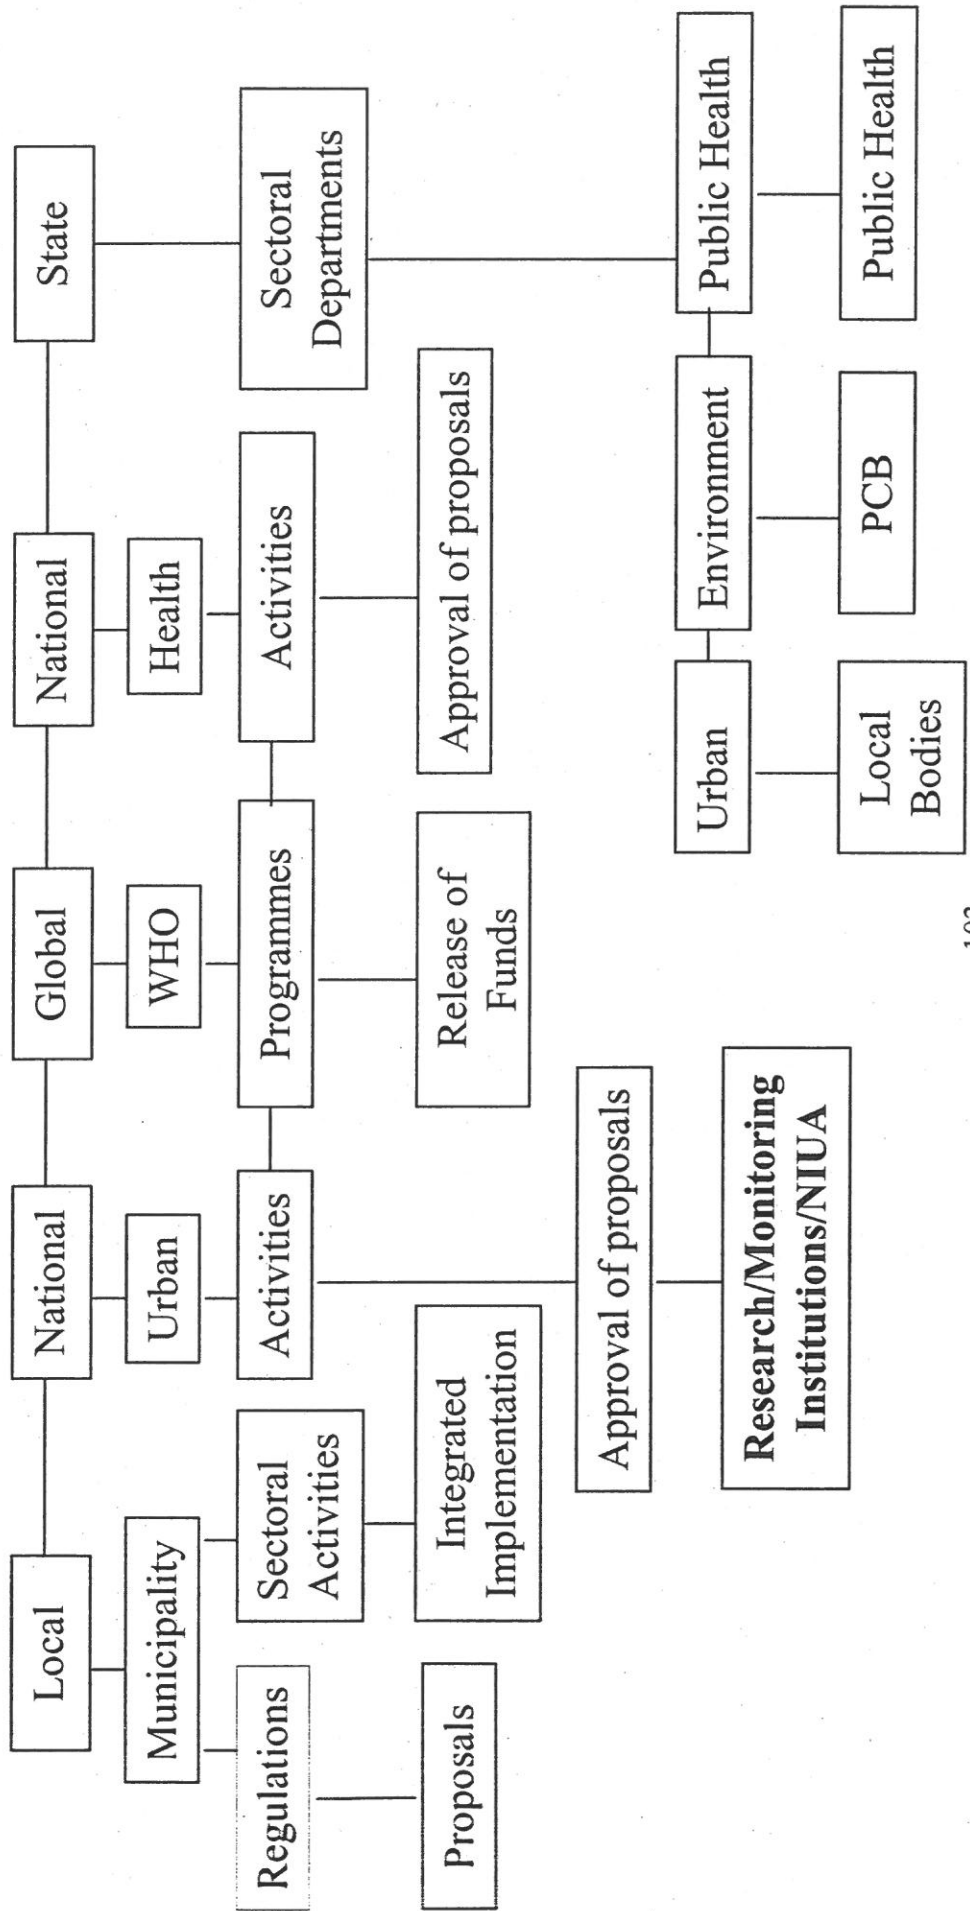 Local
National
Global
National
State
Municipality
Urban
WHO
Health
Regulations
Sectoral
Activities
Activities
Programmes
Activities
Sectoral
Departments
Proposals
Integrated
Implementation
Release of
Funds
Approval of proposals
Approval of proposals
Research/Monitoring
Institutions/NIUA
Urban
Environment
Public Health
Local
Bodies
PCB
Public Health